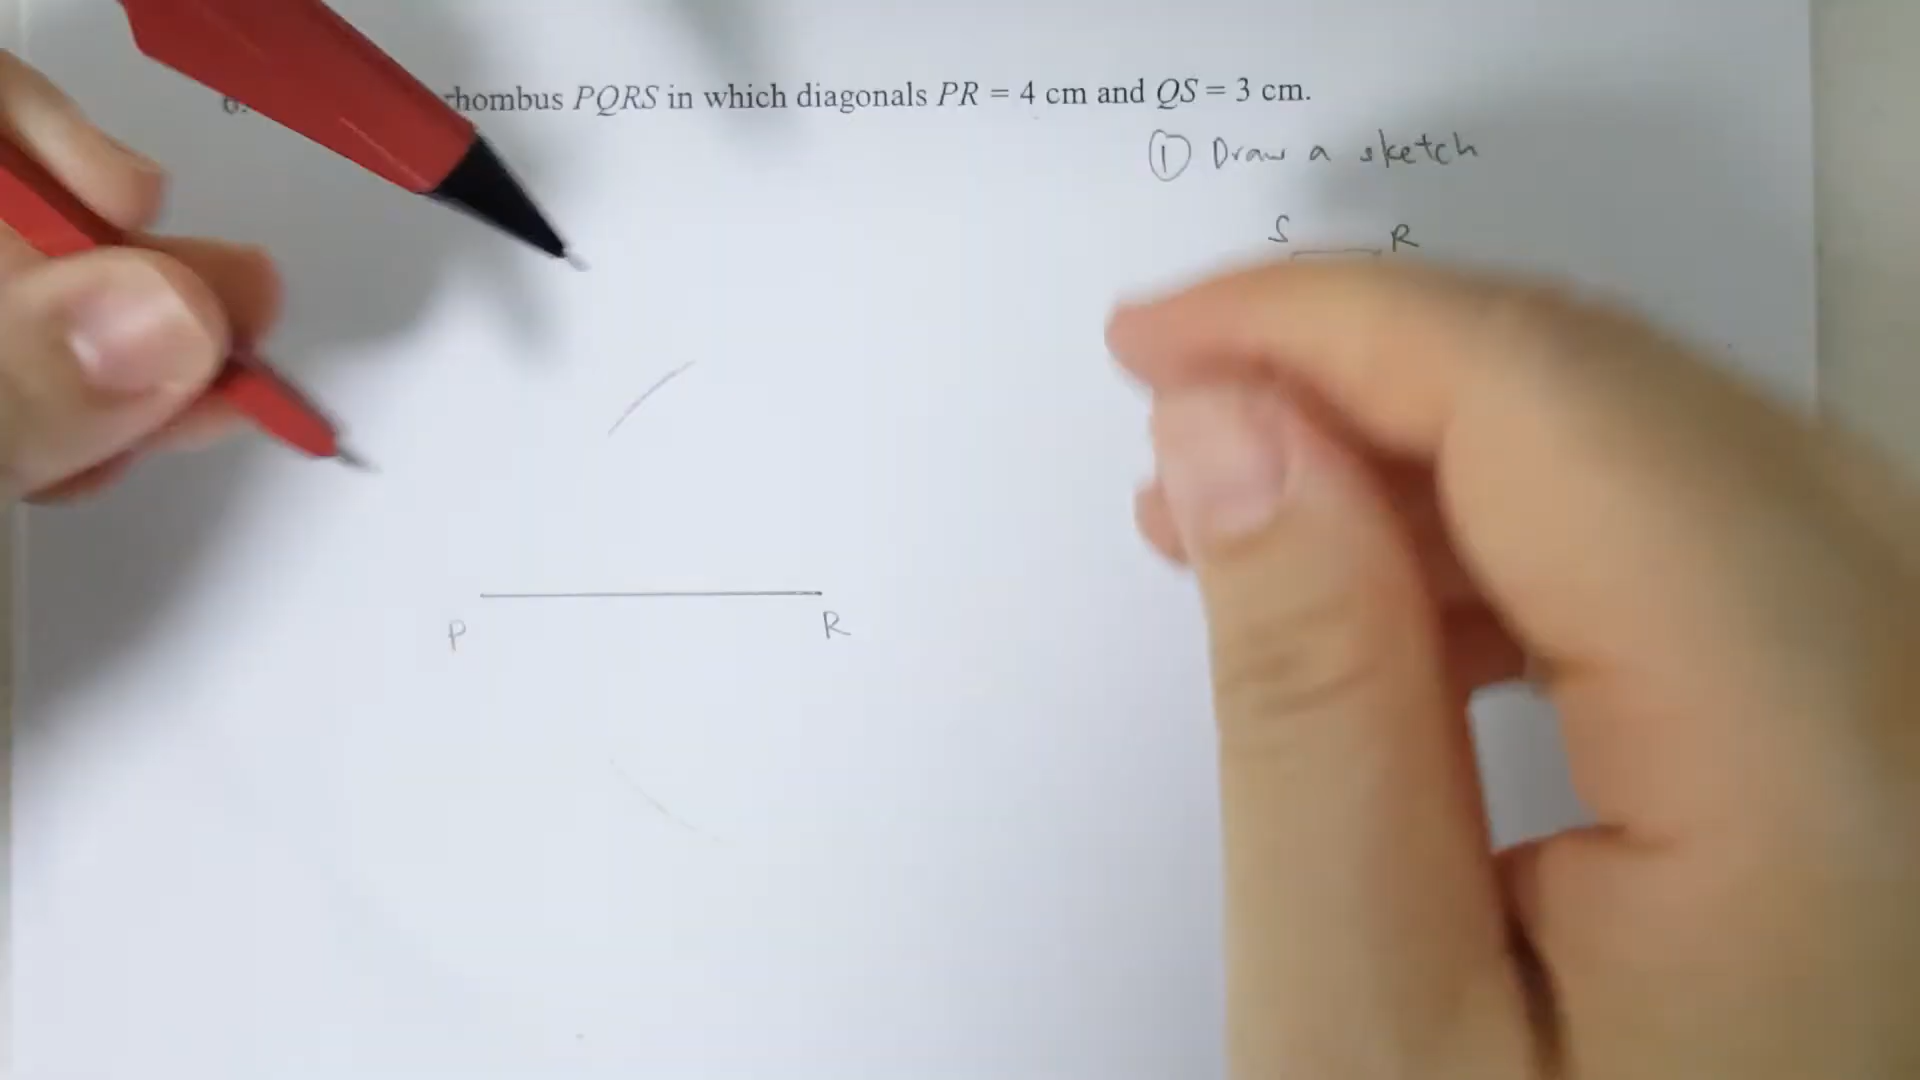 rhombus PQRS in which diagonals PR = 4 cm and QS = 3 cm.
① Draw a sketch
S R
P R